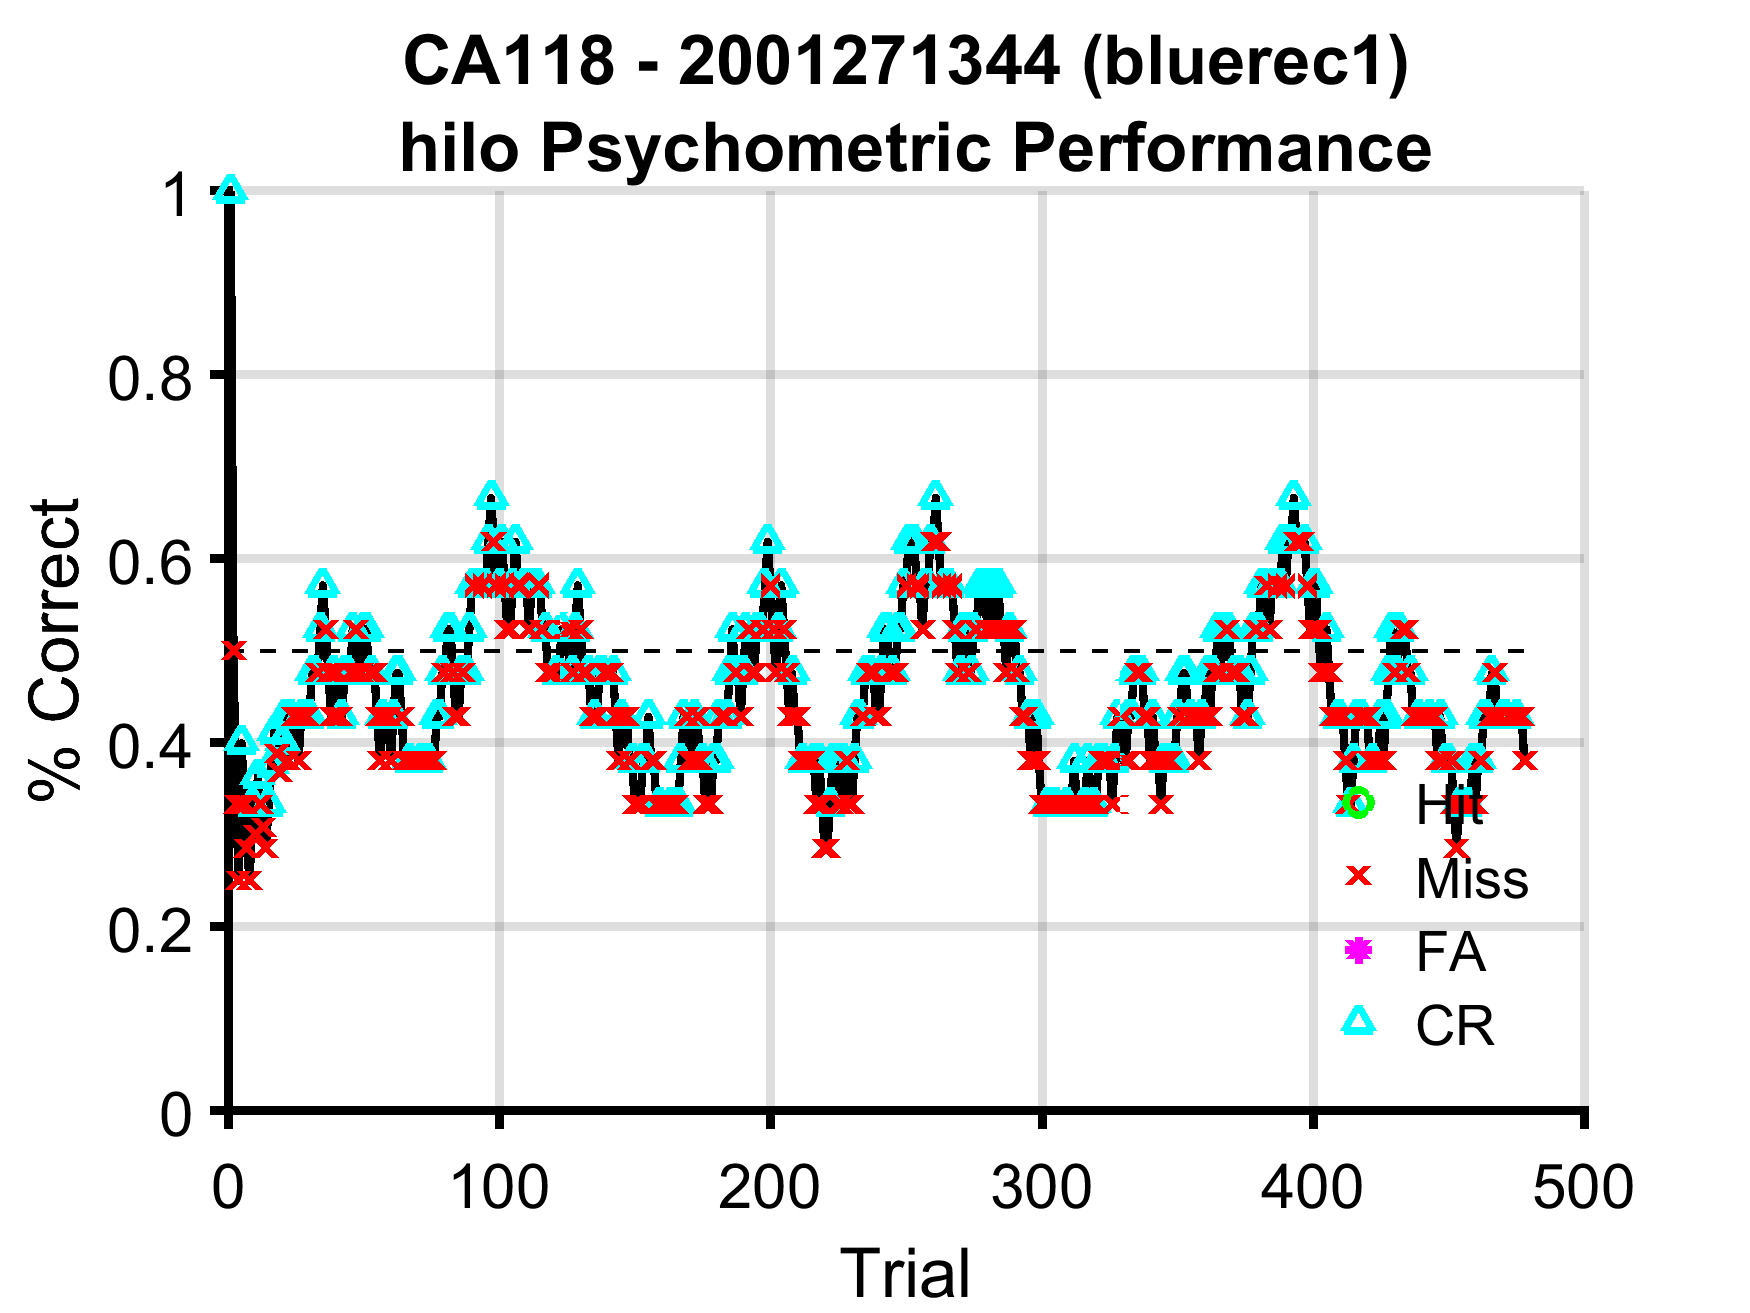 CA118 - 2001271344 (bluerec1)
hilo Psychometric Performance
% Correct
1
0.8
0.6
0.4
0.2
0
0
100
200
300
400
500
Trial
Hit
Miss
FA
CR